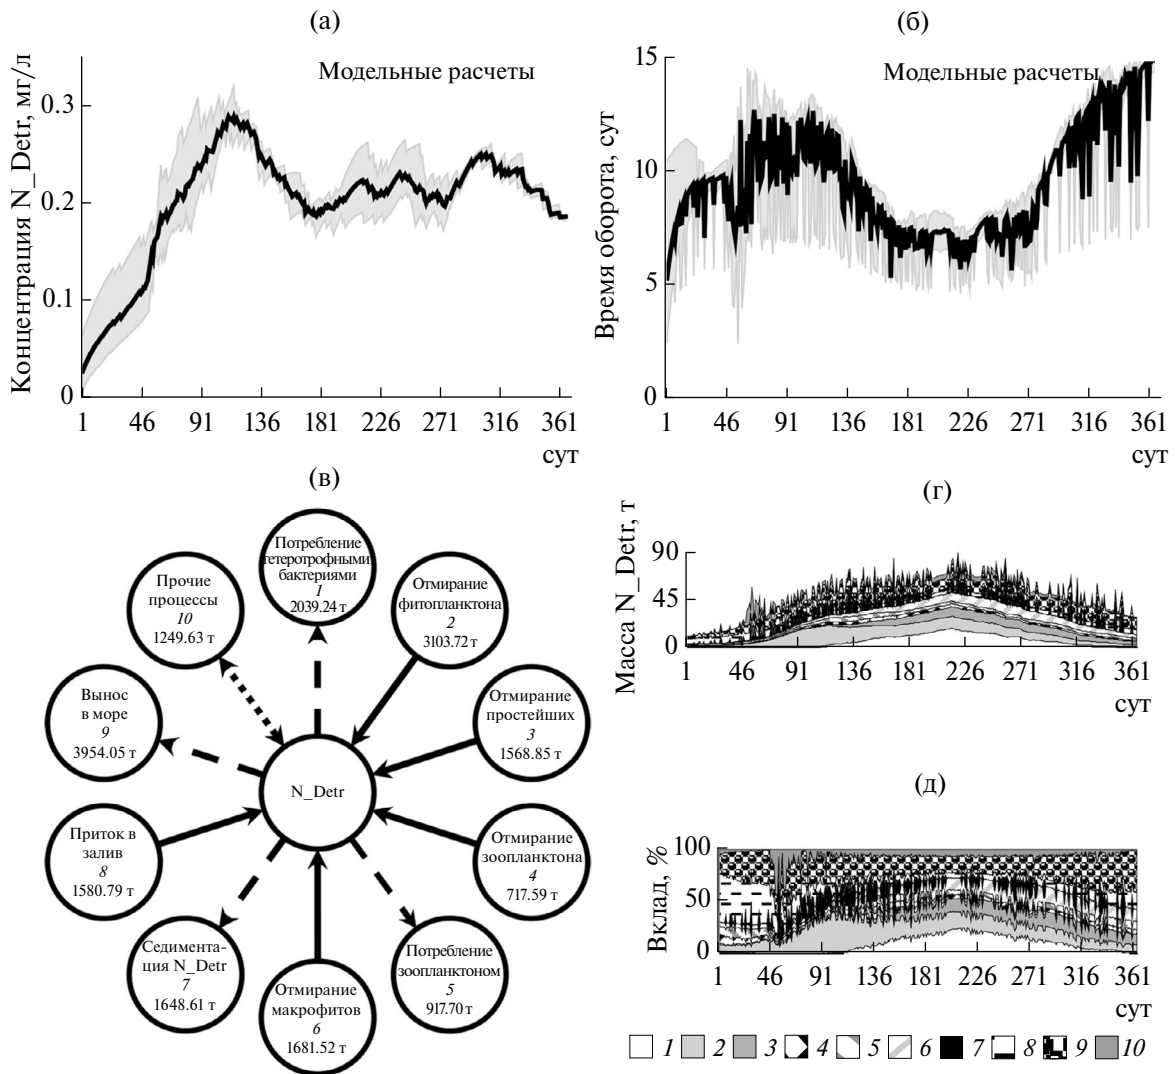 (а)
Концентрация N_Detr, мг/л
Модельные расчеты
0.3
0.2
0.1
0
1 46 91 136 181 226 271 316 361
сут
(б)
Время оборота, сут
Модельные расчеты
15
10
5
0
1 46 91 136 181 226 271 316 361
сут
(в)
Потребление
гетеротрофными
бактериями
1
2039.24 т
Отмирание
фитопланктона
2
3103.72 т
Отмирание
простейших
3
1568.85 т
Отмирание
зоопланктона
4
717.59 т
Потребление
зоопланктоном
5
917.70 т
Отмирание
макрофитов
6
1681.52 т
Седимента-
ация N_Detr
7
1648.61 т
Приток в
залив
8
1580.79 т
Вынос
в море
9
3954.05 т
Прочие
процессы
10
1249.63 т
N_Detr
(г)
Масса N_Detr, т
90
45
0
1 46 91 136 181 226 271 316 361
сут
(д)
Вклад, %
100
50
0
1 46 91 136 181 226 271 316 361
сут
1 2 3 4 5 6 7 8 9 10